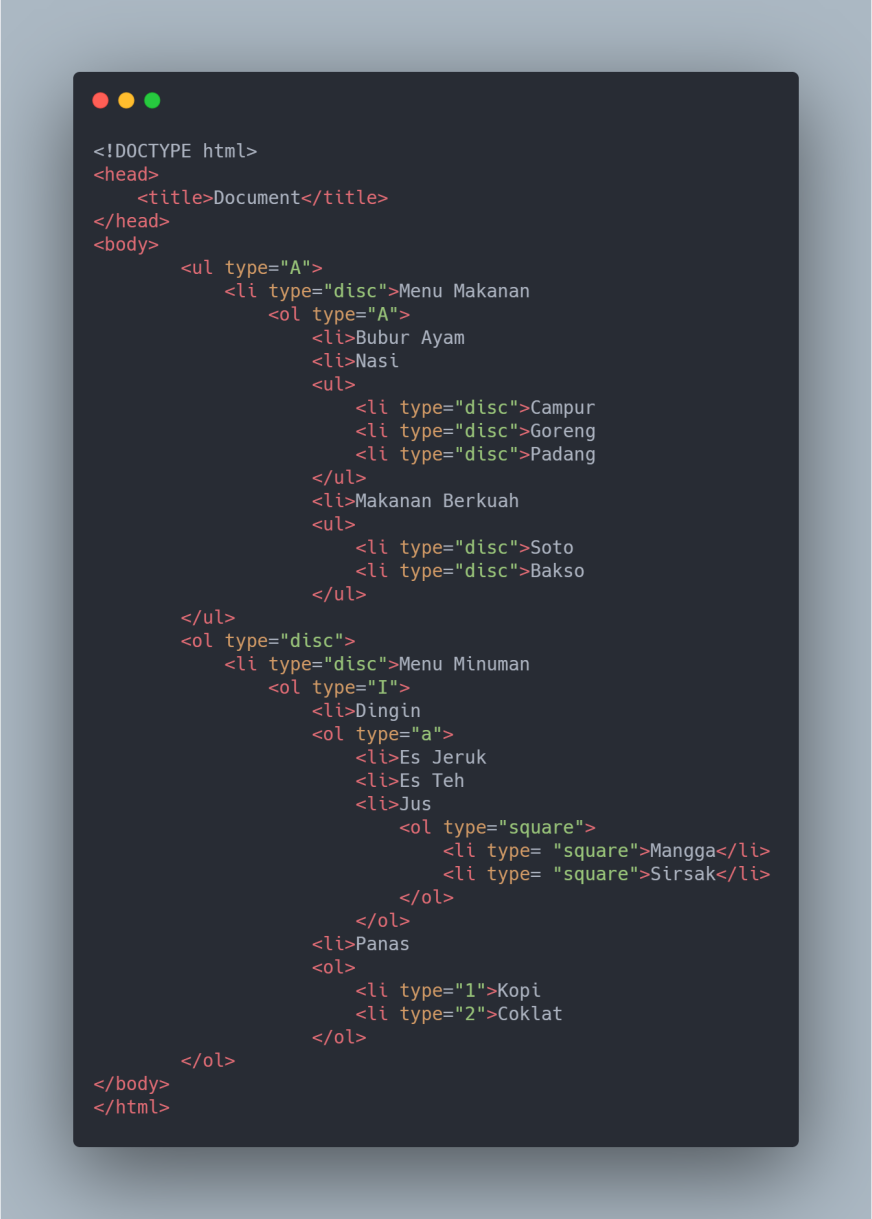 <!DOCTYPE html>
<head>
    <title>Document</title>
</head>
<body>
        <ul type="A">
            <li type="disc">Menu Makanan
                <ol type="A">
                    <li>Bubur Ayam
                    <li>Nasi
                    <ul>
                        <li type="disc">Campur
                        <li type="disc">Goreng
                        <li type="disc">Padang
                    </ul>
                    <li>Makanan Berkuah
                    <ul>
                        <li type="disc">Soto
                        <li type="disc">Bakso
                    </ul>
        </ul>
        <ol type="disc">
            <li type="disc">Menu Minuman
                <ol type="I">
                    <li>Dingin
                    <ol type="a">
                        <li>Es Jeruk
                        <li>Es Teh
                        <li>Jus
                            <ol type="square">
                                <li type= "square">Mangga</li>
                                <li type= "square">Sirsak</li>
                            </ol>
                        </ol>
                    <li>Panas
                    <ol>
                        <li type="1">Kopi
                        <li type="2">Coklat
                    </ol>
        </ol>
</body>
</html>